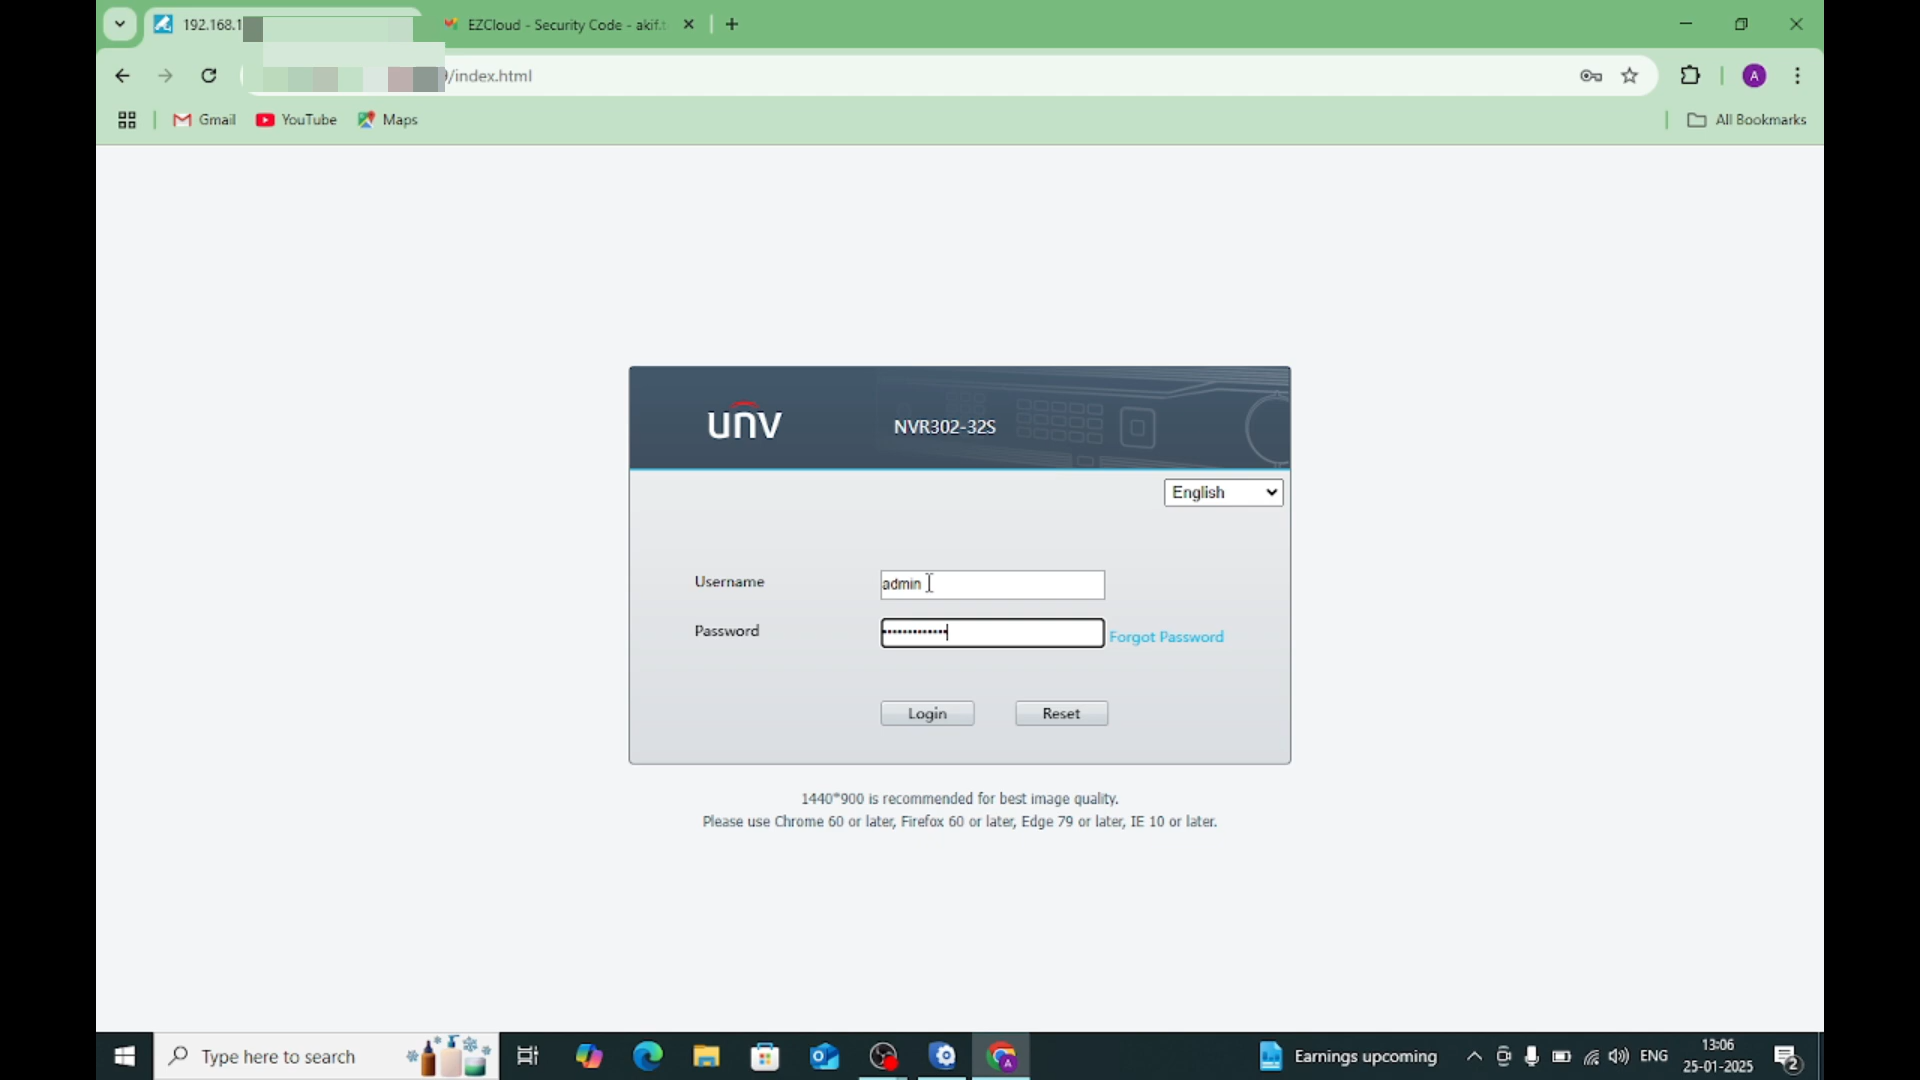 192.168.1
EZCloud - Security Code - akif.t
/index.html
A
Gmail
YouTube
Maps
All Bookmarks
unv
NVR302-32S
English
Username
admin
Password
Forgot Password
Login
Reset
1440*900 is recommended for best image quality.
Please use Chrome 60 or later, Firefox 60 or later, Edge 79 or later, IE 10 or later.
Type here to search
Earnings upcoming
ENG
13:06
25-01-2025
2